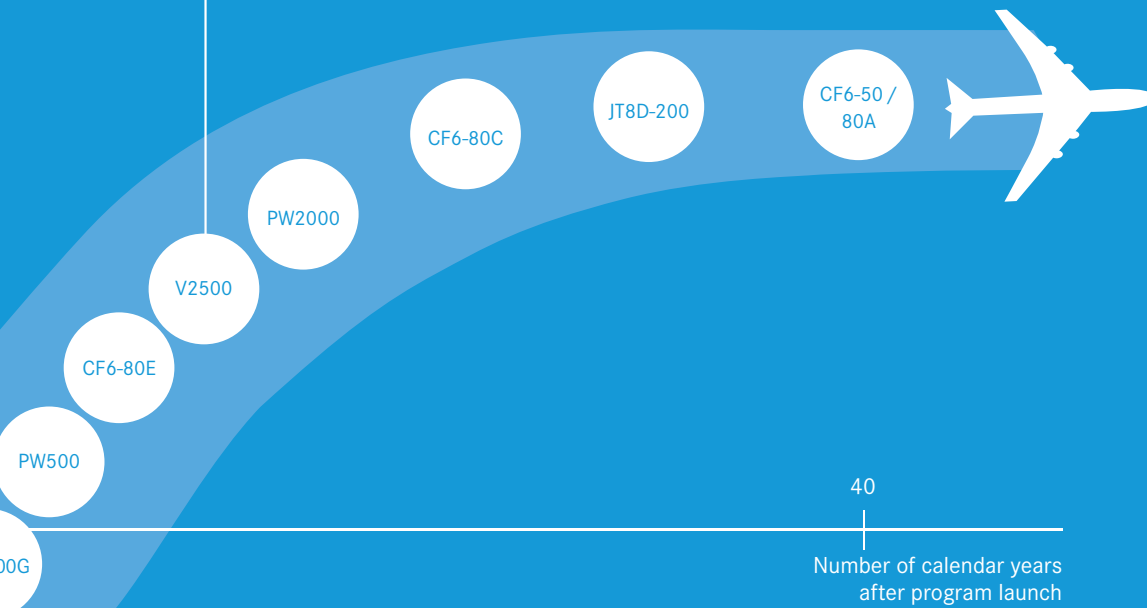 CF6-50 /
80A
JT8D-200
CF6-80C
PW2000
V2500
CF6-80E
PW500
00G
40
Number of calendar years
after program launch